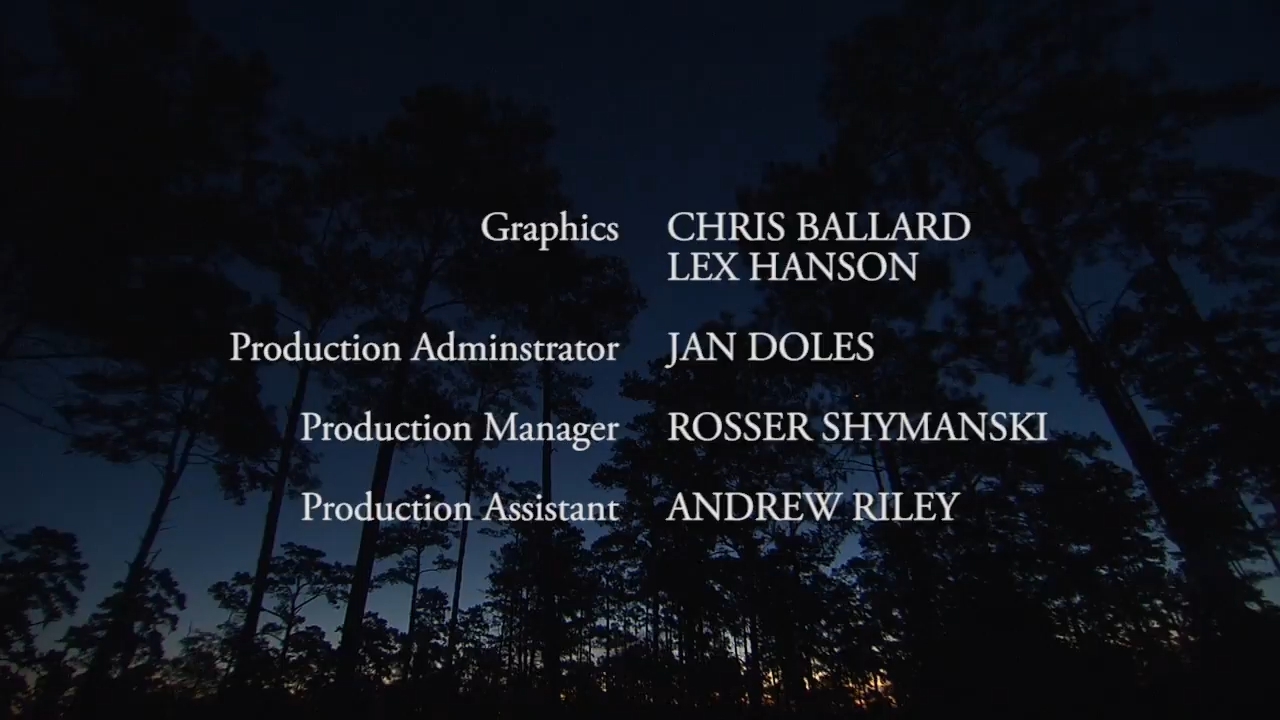 Graphics CHRIS BALLARD
LEX HANSON
Production Adminstrator JAN DOLES
Production Manager ROSSER SHYMANSKI
Production Assistant ANDREW RILEY